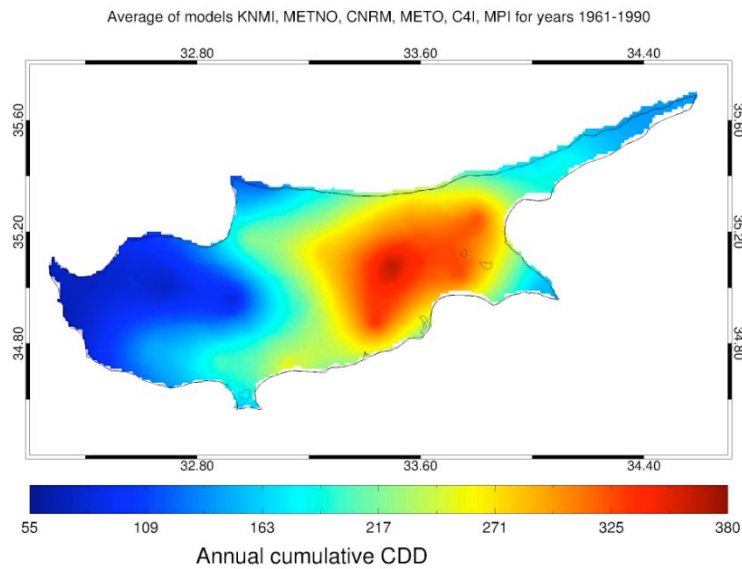 Average of models KNMI, METNO, CNRM, METO, C4I, MPI for years 1961-1990
32.80 33.60 34.40
35.60 35.60
35.20 35.20
34.80 34.80
32.80 33.60 34.40
55 109 163 217 271 325 380
Annual cumulative CDD